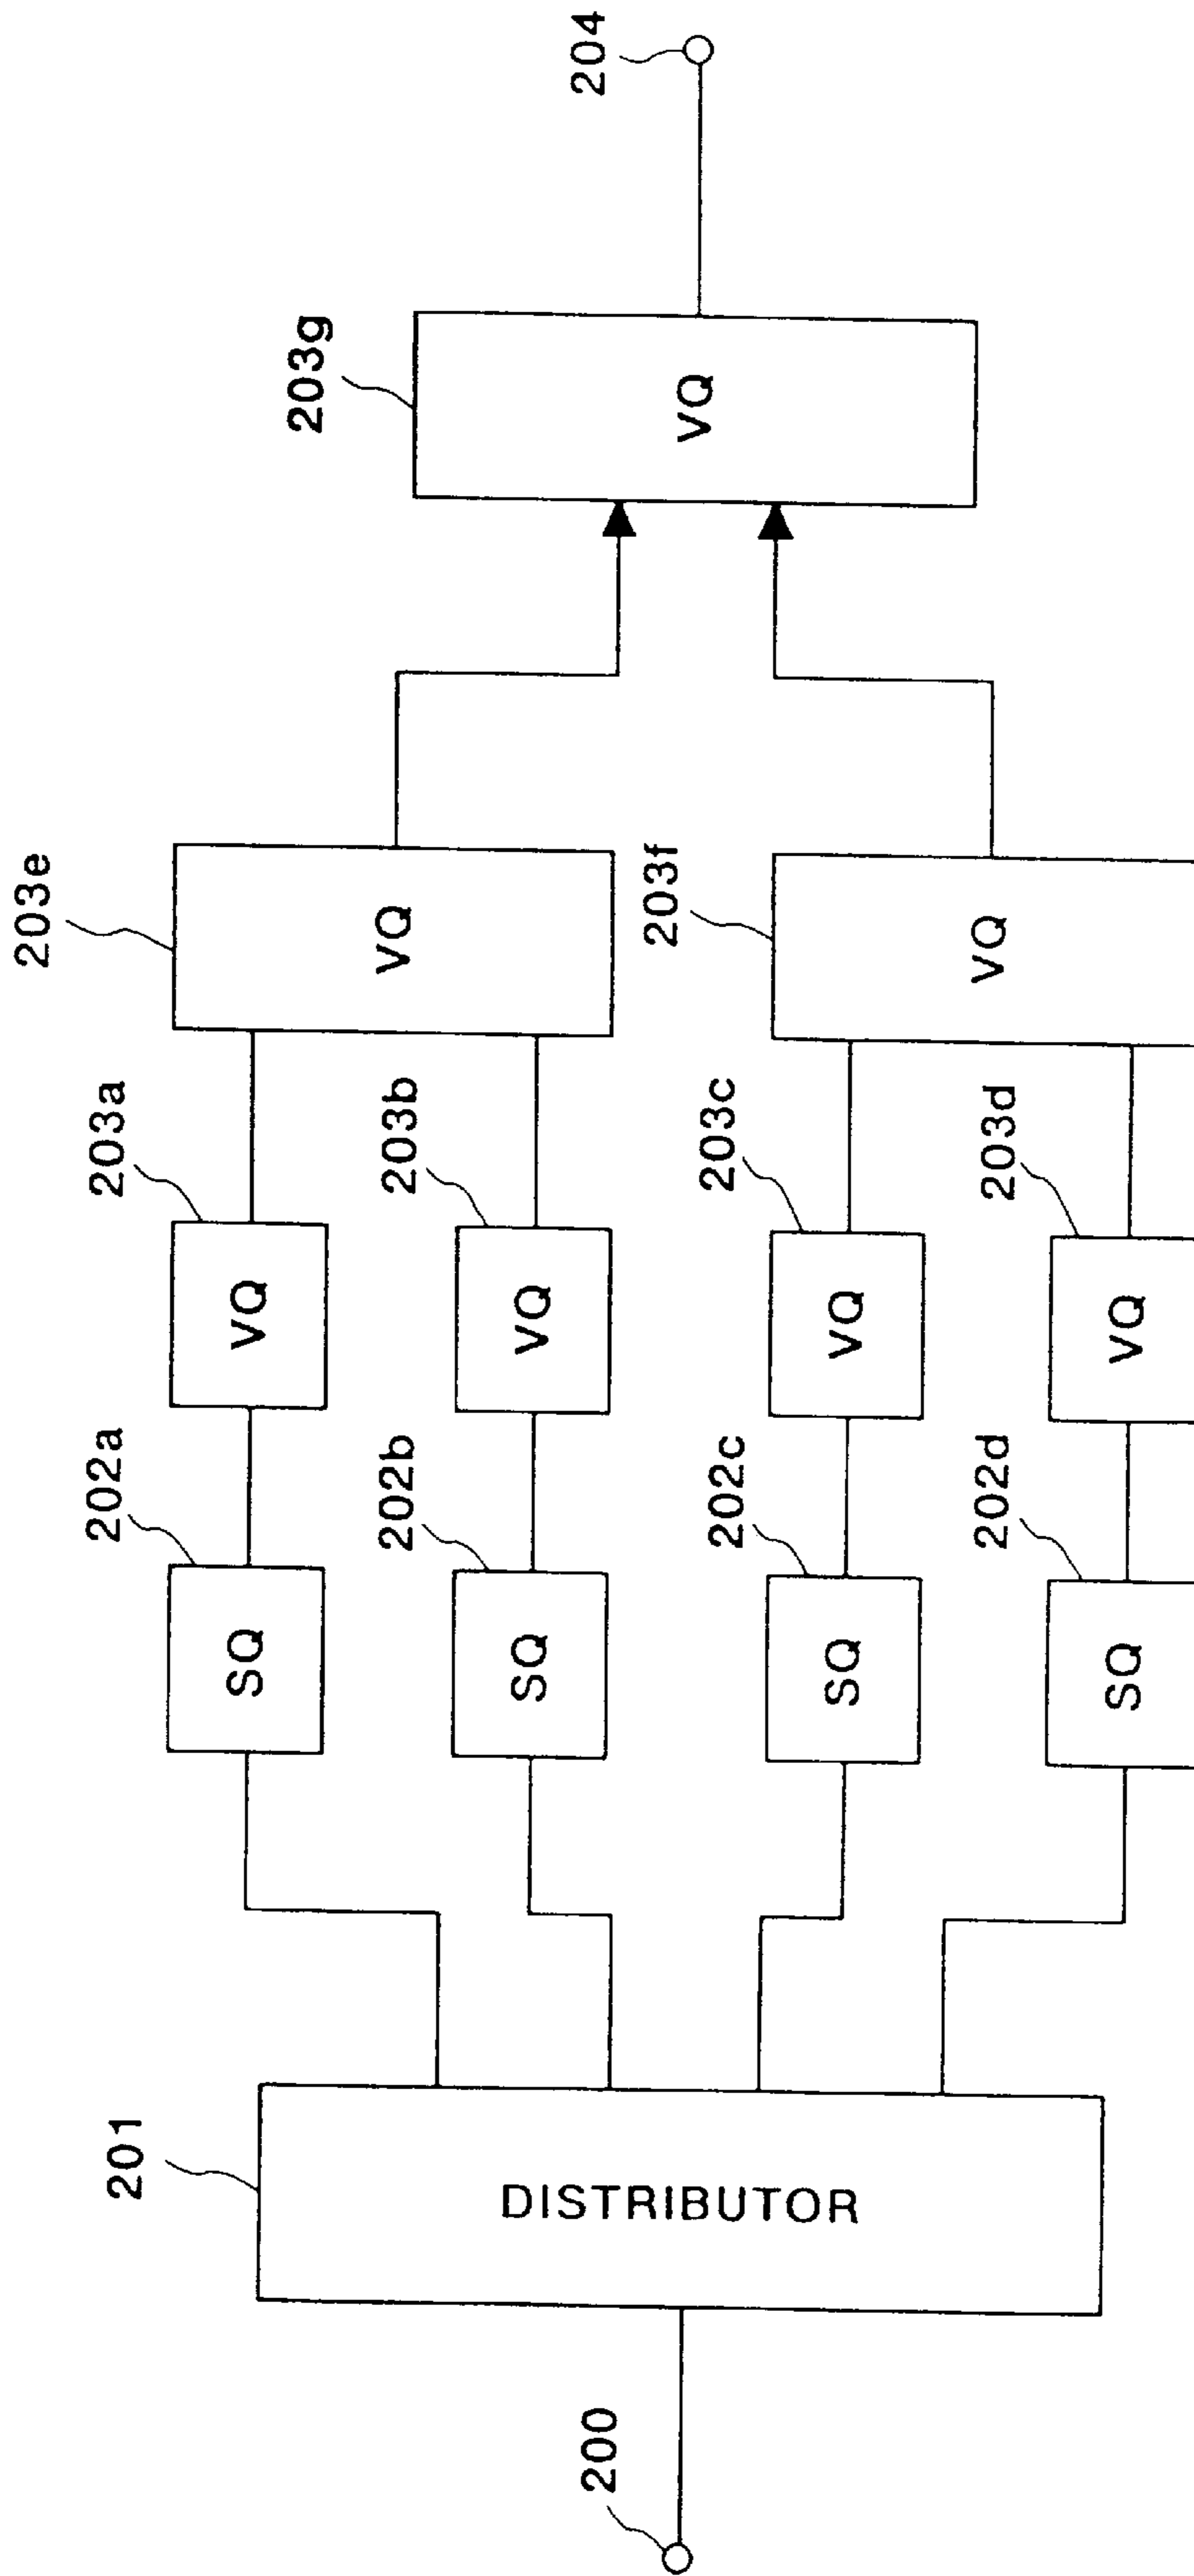 200
201
DISTRIBUTOR
202a
SQ
203a
VQ
202b
SQ
203b
VQ
203e
VQ
202c
SQ
203c
VQ
202d
SQ
203d
VQ
203f
VQ
203g
VQ
204